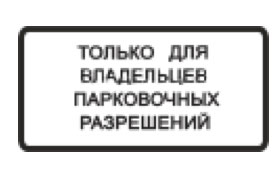 ТОЛЬКО ДЛЯ
ВЛАДЕЛЬЦЕВ
ПАРКОВОЧНЫХ
РАЗРЕШЕНИЙ